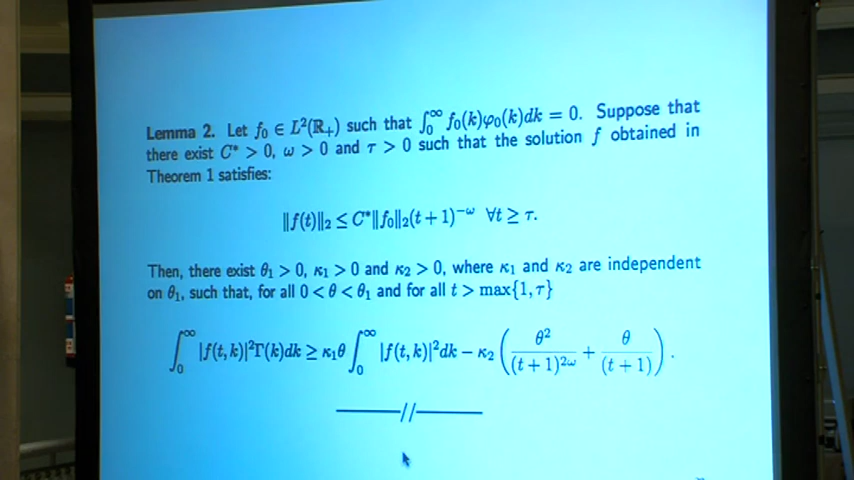 Lemma 2. Let f₀ ∈ L²(ℝ₊) such that ∫₀^∞ f₀(k)φ₀(k)dk = 0. Suppose that
there exist C* > 0, ω > 0 and τ > 0 such that the solution f obtained in
Theorem 1 satisfies:
‖f(t)‖₂ ≤ C*‖f₀‖₂(t + 1)^{−ω} ∀t ≥ τ.
Then, there exist θ₁ > 0, κ₁ > 0 and κ₂ > 0, where κ₁ and κ₂ are independent
on θ₁, such that, for all 0 < θ < θ₁ and for all t > max{1, τ}
∫₀^∞ |f(t, k)|²Γ(k)dk ≥ κ₁θ ∫₀^∞ |f(t, k)|²dk − κ₂ (θ²/(t + 1)^{2ω} + θ/(t + 1)).
//